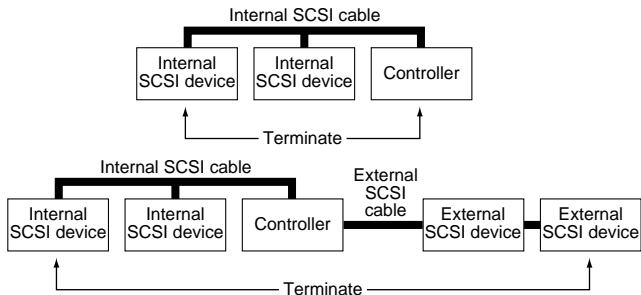 Internal SCSI cable
Internal
SCSI device
Internal
SCSI device
Controller
Terminate
Internal SCSI cable
External
SCSI
cable
Internal
SCSI device
Internal
SCSI device
Controller
External
SCSI device
External
SCSI device
Terminate